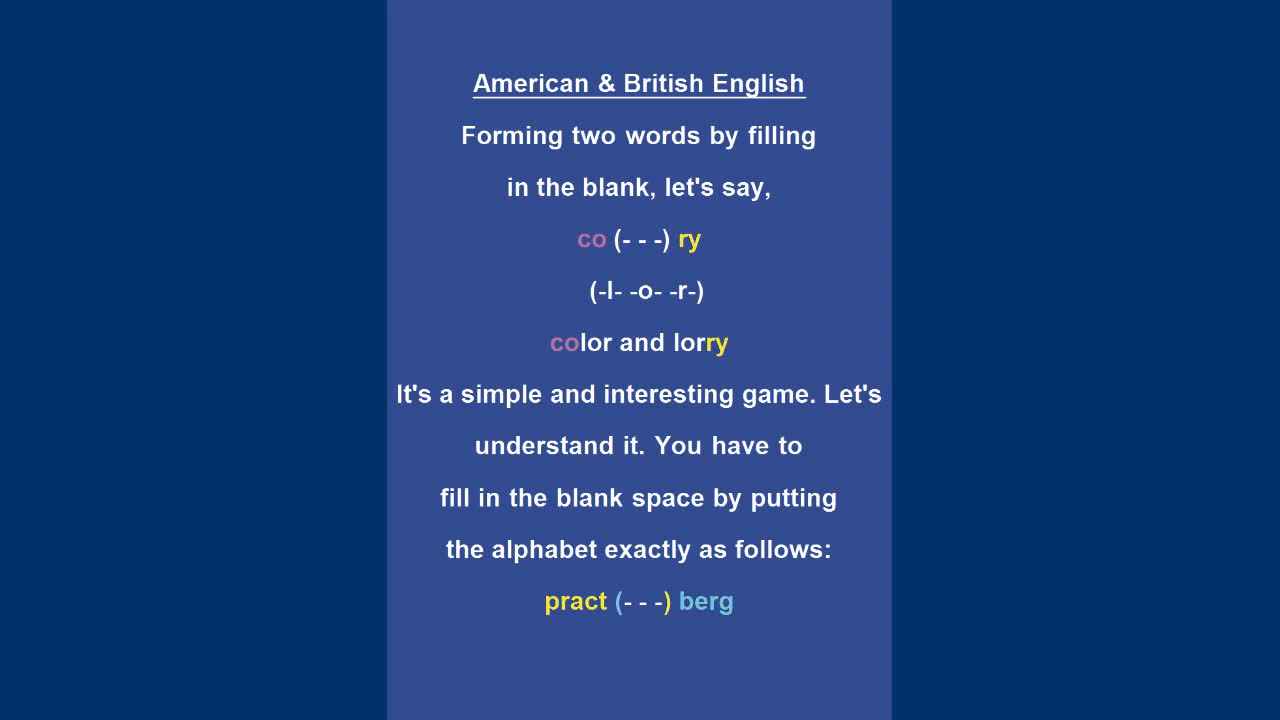 American & British English
Forming two words by filling
in the blank, let's say,
co (- - -) ry
(-l- -o- -r-)
color and lorry
It's a simple and interesting game. Let's
understand it. You have to
fill in the blank space by putting
the alphabet exactly as follows:
pract (- - -) berg